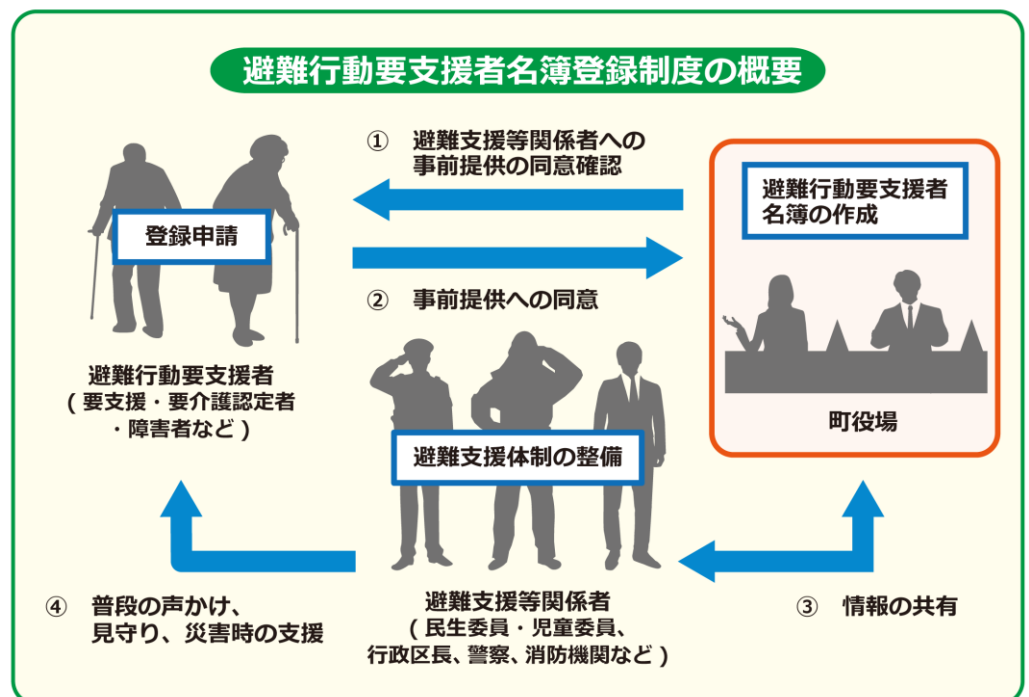 避難行動要支援者名簿登録制度の概要
① 避難支援等関係者への
事前提供の同意確認
避難行動要支援者
名簿の作成
登録申請
② 事前提供への同意
避難行動要支援者
( 要支援・要介護認定者
・障害者など )
町役場
避難支援体制の整備
④ 普段の声かけ、
見守り、災害時の支援
避難支援等関係者
( 民生委員・児童委員、
行政区長、警察、消防機関など )
③ 情報の共有